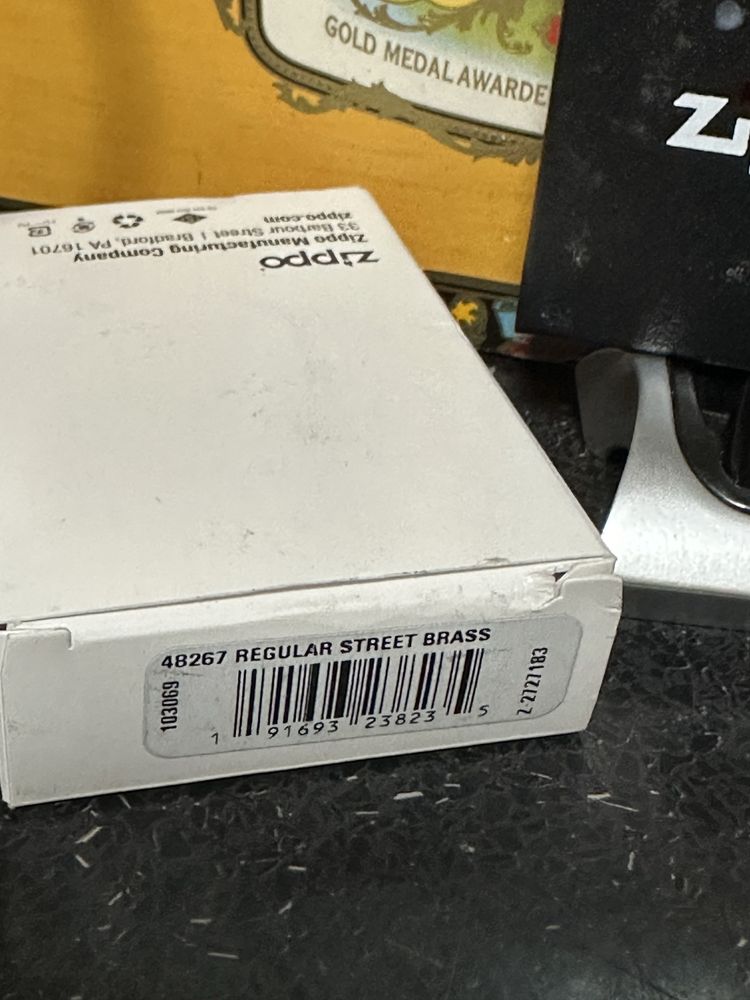 GOLD MEDAL AWARDE
Zi
zippo
Zippo Manufacturing Company
33 Barbour Street | Bradford, PA 16701
zippo.com
48267 REGULAR STREET BRASS
103069
1 91693 23823 5
Z-2727183